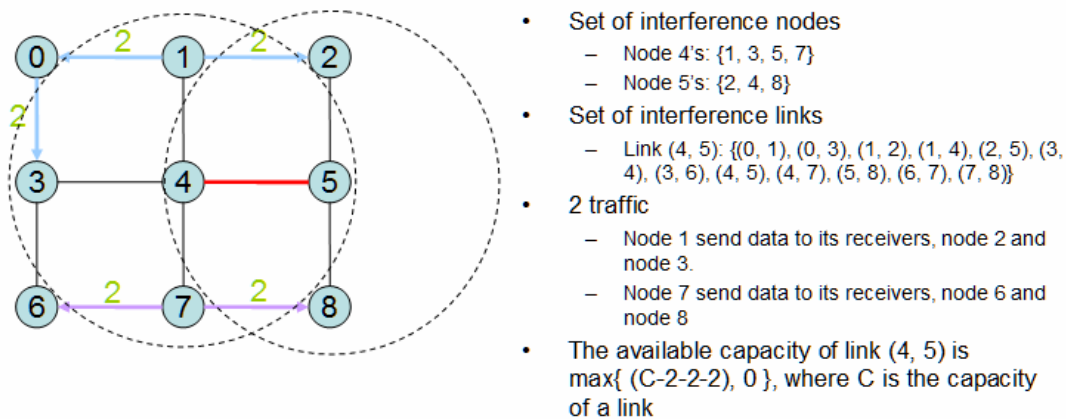 0 2 1 2 2
2
3 4 5
2 2
6 7 8
• Set of interference nodes
– Node 4's: {1, 3, 5, 7}
– Node 5's: {2, 4, 8}
• Set of interference links
– Link (4, 5): {(0, 1), (0, 3), (1, 2), (1, 4), (2, 5), (3,
4), (3, 6), (4, 5), (4, 7), (5, 8), (6, 7), (7, 8)}
• 2 traffic
– Node 1 send data to its receivers, node 2 and
node 3.
– Node 7 send data to its receivers, node 6 and
node 8
• The available capacity of link (4, 5) is
max{ (C-2-2-2), 0 }, where C is the capacity
of a link